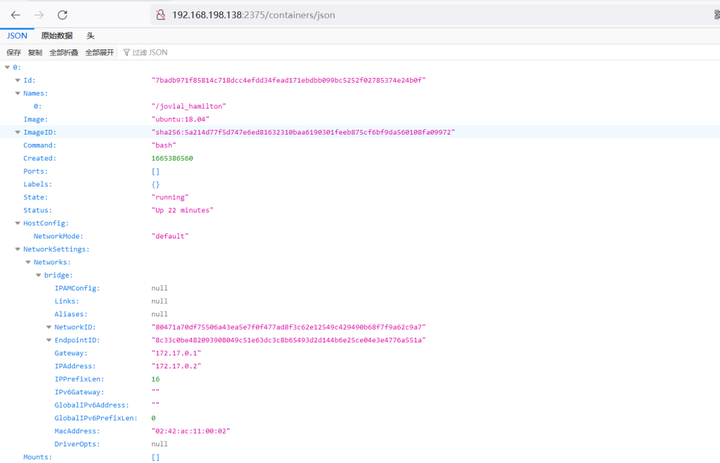 192.168.198.138:2375/containers/json
JSON 原始数据 头
保存 复制 全部折叠 全部展开 过滤 JSON
0:
Id: "7badb971f85814c718dcc4efdd34fead171ebdbb099bc5252f02785374e24b0f"
Names:
0: "/jovial_hamilton"
Image: "ubuntu:18.04"
ImageID: "sha256:5a214d77f5d747e6ed81632310baa6190301feeb875cf6bf9da560108fa09972"
Command: "bash"
Created: 1665386560
Ports: []
Labels: {}
State: "running"
Status: "Up 22 minutes"
HostConfig:
NetworkMode: "default"
NetworkSettings:
Networks:
bridge:
IPAMConfig: null
Links: null
Aliases: null
NetworkID: "80471a70df75506a43ea5e7f0f477ad8f3c62e12549c429490b68f7f9a62c9a7"
EndpointID: "8c33c0be482093908049c51e63dc3c8b65493d2d144b6e25ce04e3e4776a551a"
Gateway: "172.17.0.1"
IPAddress: "172.17.0.2"
IPPrefixLen: 16
IPv6Gateway: ""
GlobalIPv6Address: ""
GlobalIPv6PrefixLen: 0
MacAddress: "02:42:ac:11:00:02"
DriverOpts: null
Mounts: []